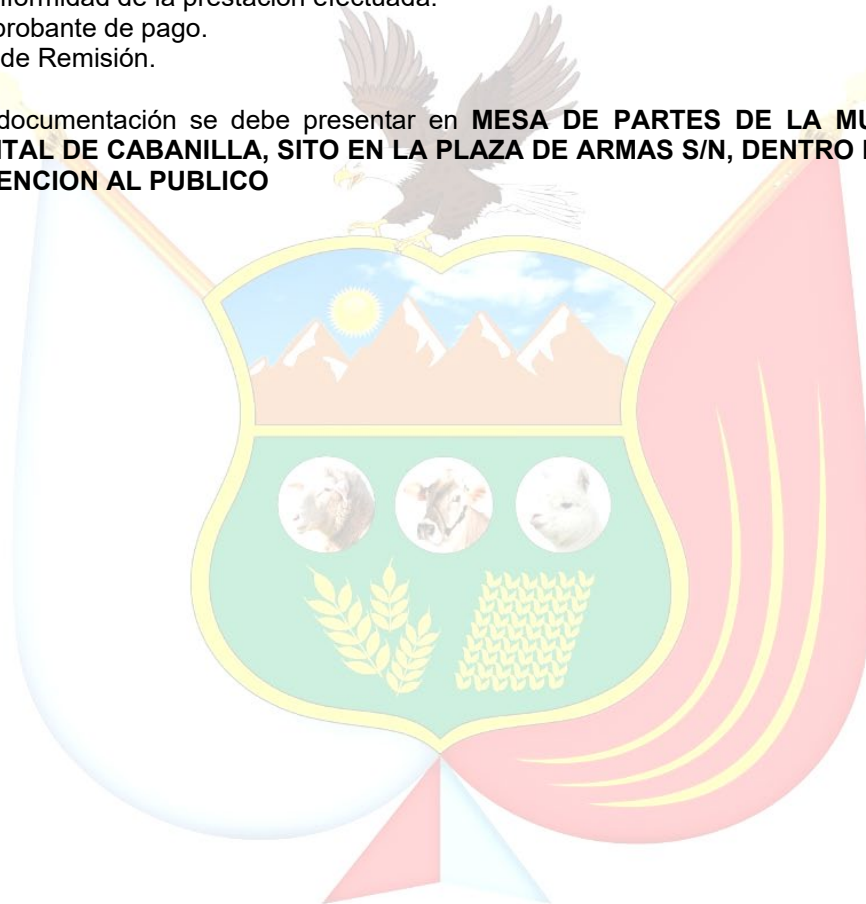 nformidad de la prestación efectuada.
probante de pago.
de Remisión.
documentación se debe presentar en MESA DE PARTES DE LA MU
ITAL DE CABANILLA, SITO EN LA PLAZA DE ARMAS S/N, DENTRO
ENCION AL PUBLICO